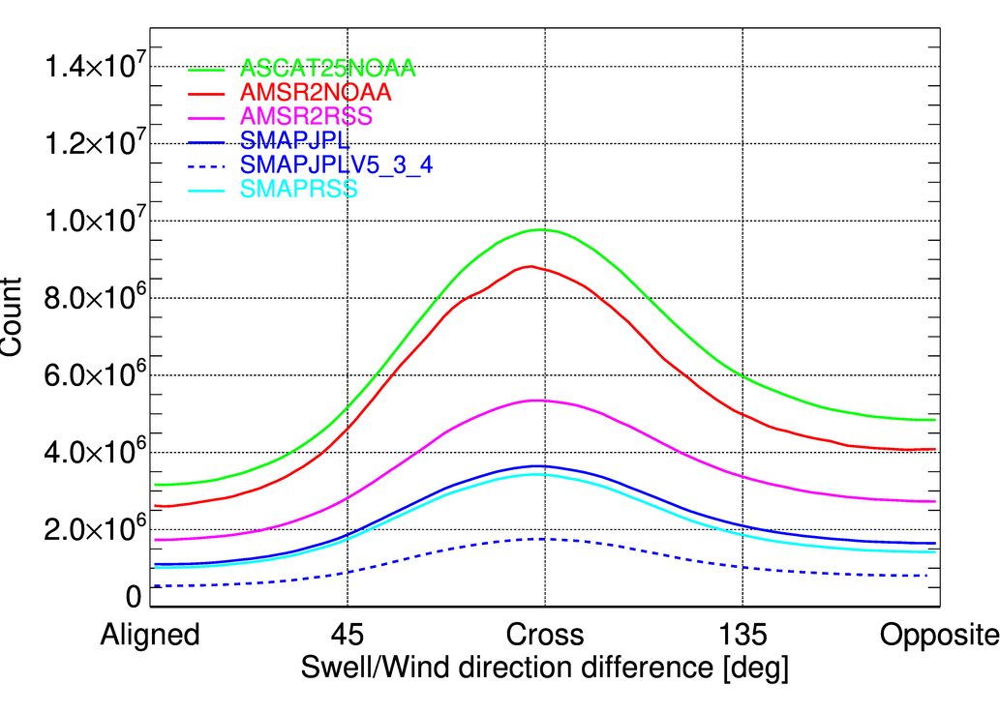 1.4×10⁷
1.2×10⁷
1.0×10⁷
8.0×10⁶
6.0×10⁶
4.0×10⁶
2.0×10⁶
0
Count
ASCAT25NOAA
AMSR2NOAA
AMSR2RSS
SMAPJPL
SMAPJPLV5_3_4
SMAPRSS
Aligned 45 Cross 135 Opposite
Swell/Wind direction difference [deg]